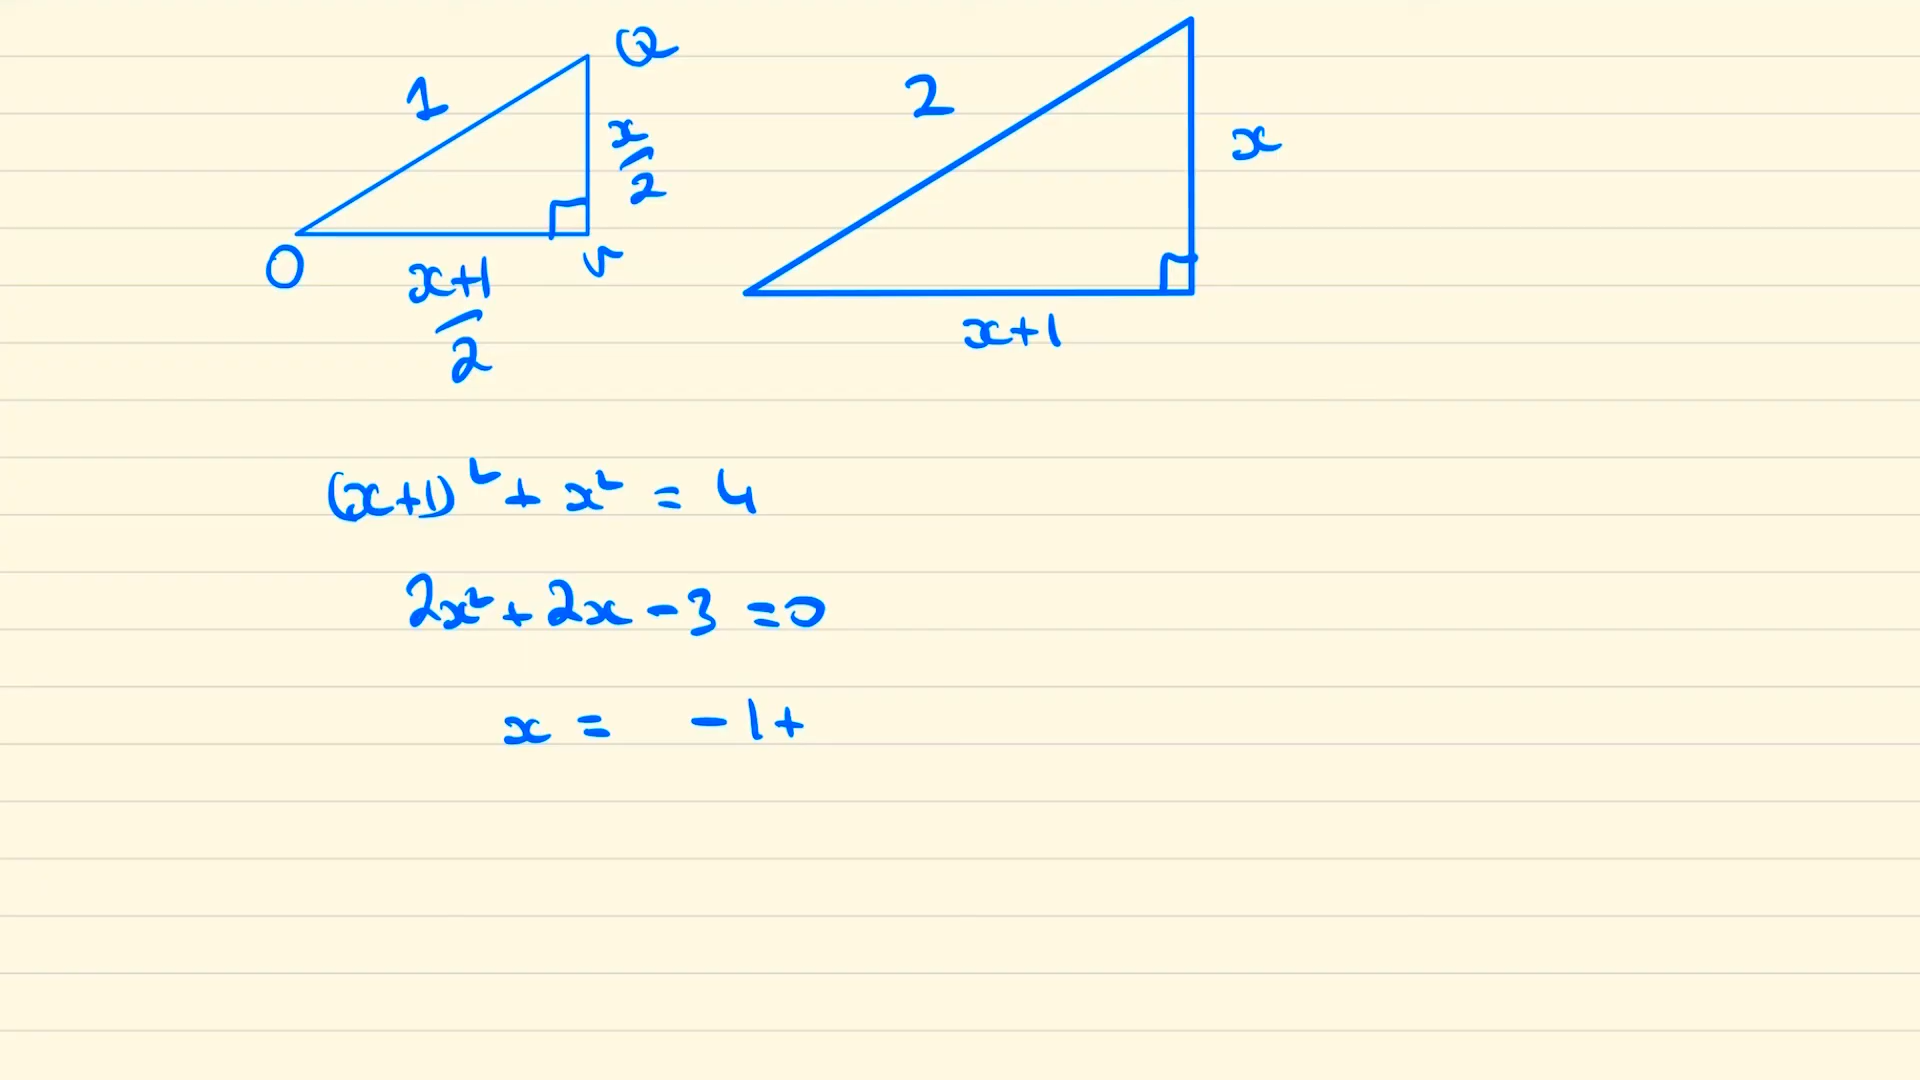 Q
1
x/2
O
v
(x+1)/2
2
x
x+1
(x+1)² + x² = 4
2x² + 2x - 3 = 0
x = -1+